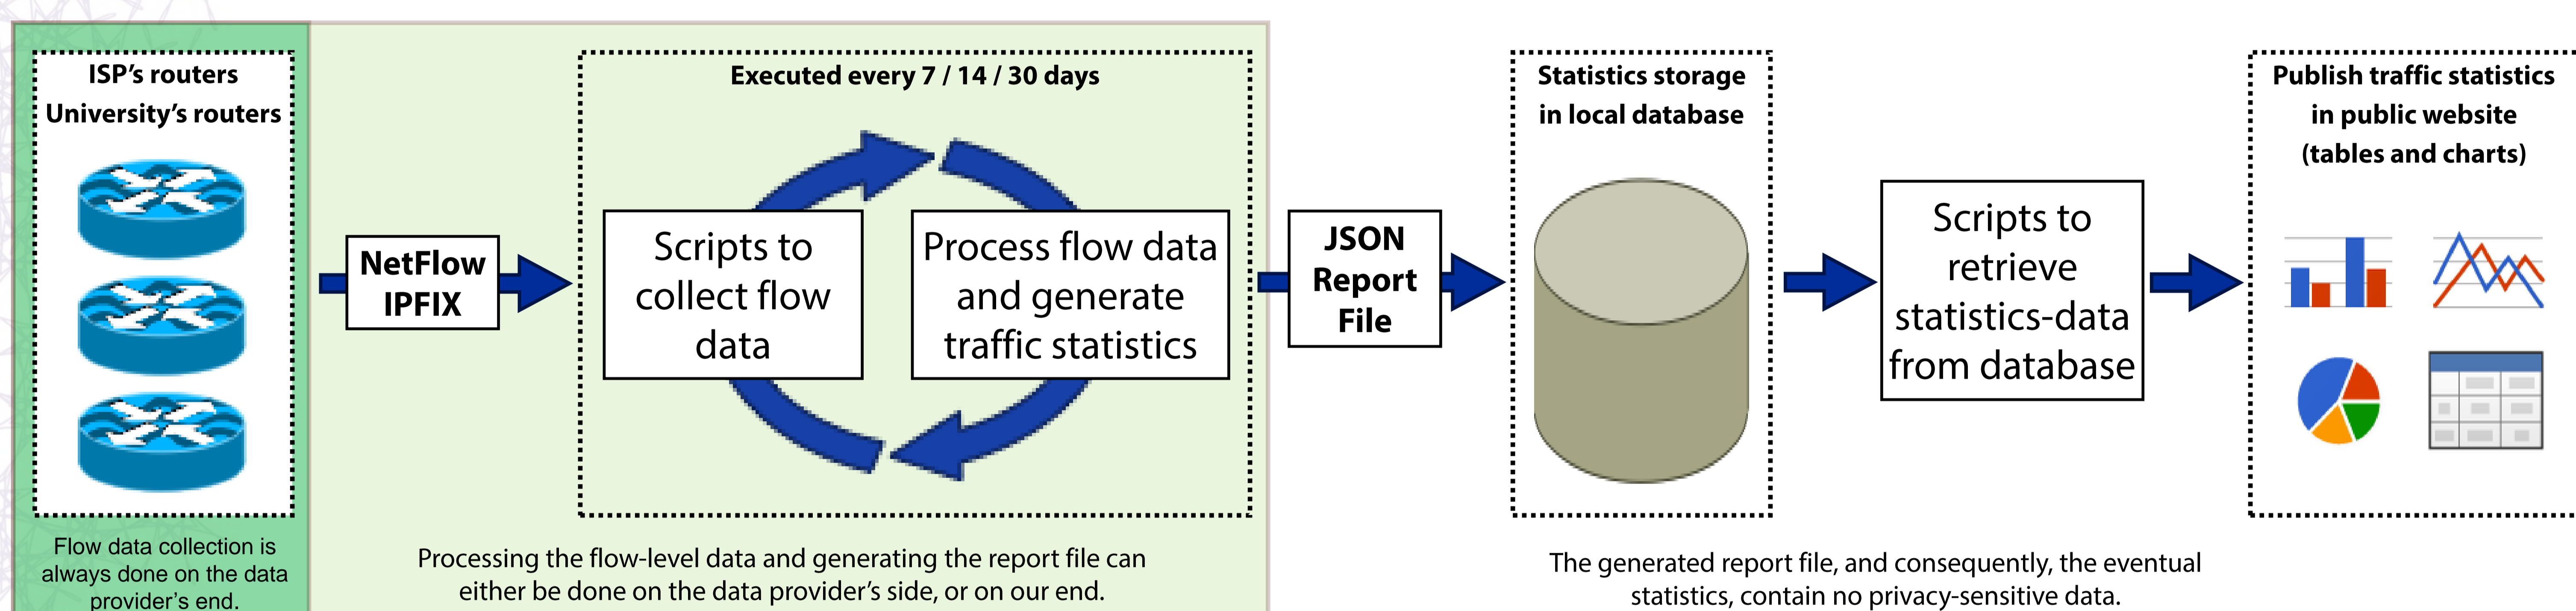 ISP’s routers
University’s routers
Flow data collection is
always done on the data
provider’s end.
NetFlow
IPFIX
Executed every 7 / 14 / 30 days
Scripts to
collect flow
data
Process flow data
and generate
traffic statistics
Processing the flow-level data and generating the report file can
either be done on the data provider’s side, or on our end.
JSON
Report
File
Statistics storage
in local database
Scripts to
retrieve
statistics-data
from database
Publish traffic statistics
in public website
(tables and charts)
The generated report file, and consequently, the eventual
statistics, contain no privacy-sensitive data.